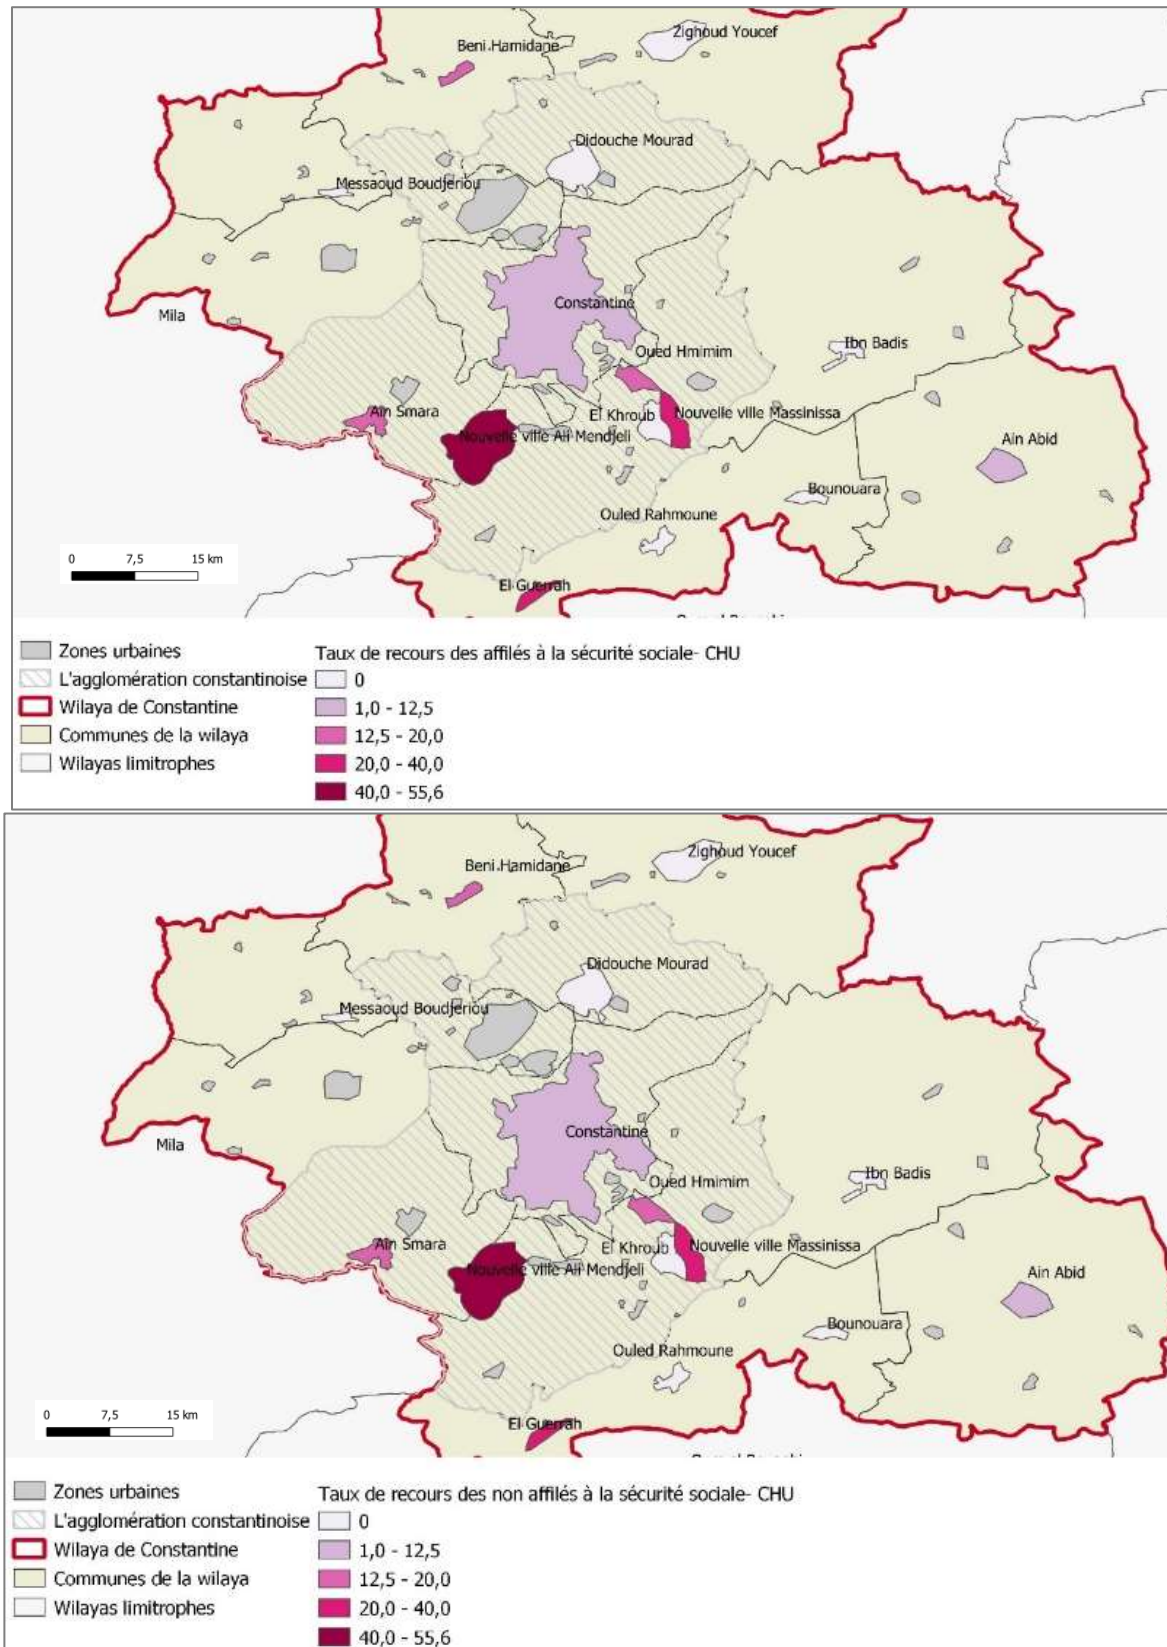 Zighoud Youcef
Beni Hamidane
Didouche Mourad
Messaoud Boudjeriou
Constantine
Mila
Oued Hmimim
Ibn Badis
Ain Smara
El Khroub
Nouvelle ville Massinissa
Nouvelle ville Ali Mendjeli
Ain Abid
Bounouara
Ouled Rahmoune
0 7,5 15 km
El Guerrah
Zones urbaines
L'agglomération constantinoise
Wilaya de Constantine
Communes de la wilaya
Wilayas limitrophes
Taux de recours des affilés à la sécurité sociale- CHU
0
1,0 - 12,5
12,5 - 20,0
20,0 - 40,0
40,0 - 55,6
Zighoud Youcef
Beni Hamidane
Didouche Mourad
Messaoud Boudjeriou
Constantine
Mila
Oued Hmimim
Ibn Badis
Ain Smara
El Khroub
Nouvelle ville Massinissa
Nouvelle ville Ali Mendjeli
Ain Abid
Bounouara
Ouled Rahmoune
0 7,5 15 km
El Guerrah
Zones urbaines
L'agglomération constantinoise
Wilaya de Constantine
Communes de la wilaya
Wilayas limitrophes
Taux de recours des non affilés à la sécurité sociale- CHU
0
1,0 - 12,5
12,5 - 20,0
20,0 - 40,0
40,0 - 55,6